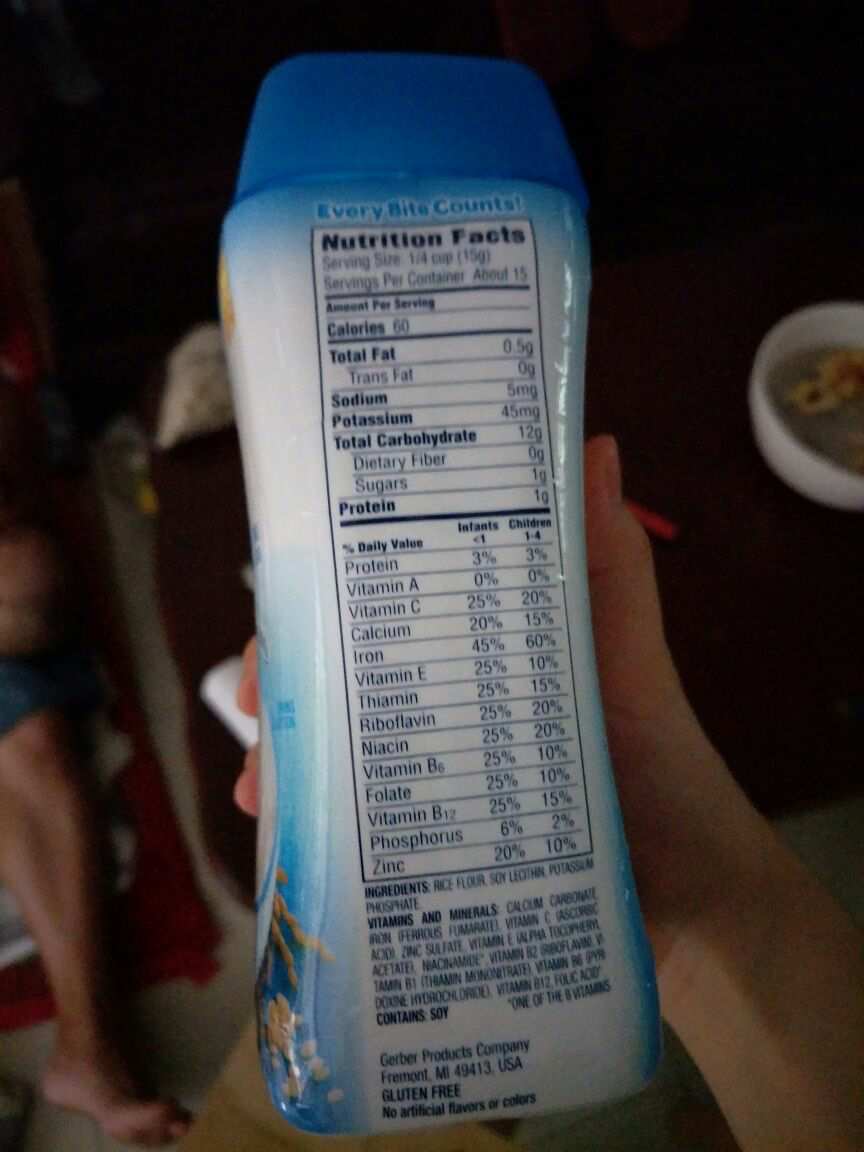 Every Bite Counts!
Nutrition Facts
Serving Size 1/4 cup (15g)
Servings Per Container About 15
Amount Per Serving
Calories 60
Total Fat 0.5g
Trans Fat 0g
Sodium 5mg
Potassium 45mg
Total Carbohydrate 12g
Dietary Fiber 0g
Sugars 1g
Protein 1g
Infants Children
% Daily Value <1 1-4
Protein 3% 3%
Vitamin A 0% 0%
Vitamin C 25% 20%
Calcium 20% 15%
Iron 45% 60%
Vitamin E 25% 10%
Thiamin 25% 15%
Riboflavin 25% 20%
Niacin 25% 20%
Vitamin B6 25% 10%
Folate 25% 10%
Vitamin B12 25% 15%
Phosphorus 6% 2%
Zinc 20% 10%
INGREDIENTS: RICE FLOUR, SOY LECITHIN, POTASSIUM
PHOSPHATE.
VITAMINS AND MINERALS: CALCIUM CARBONATE,
IRON (FERROUS FUMARATE), VITAMIN C (ASCORBIC
ACID), ZINC SULFATE, VITAMIN E (ALPHA TOCOPHERYL
ACETATE), NIACINAMIDE*, VITAMIN B2 (RIBOFLAVIN), VI-
TAMIN B1 (THIAMIN MONONITRATE), VITAMIN B6 (PYRI-
DOXINE HYDROCHLORIDE), VITAMIN B12, FOLIC ACID*
CONTAINS: SOY *ONE OF THE B VITAMINS
Gerber Products Company
Fremont, MI 49413, USA
GLUTEN FREE
No artificial flavors or colors